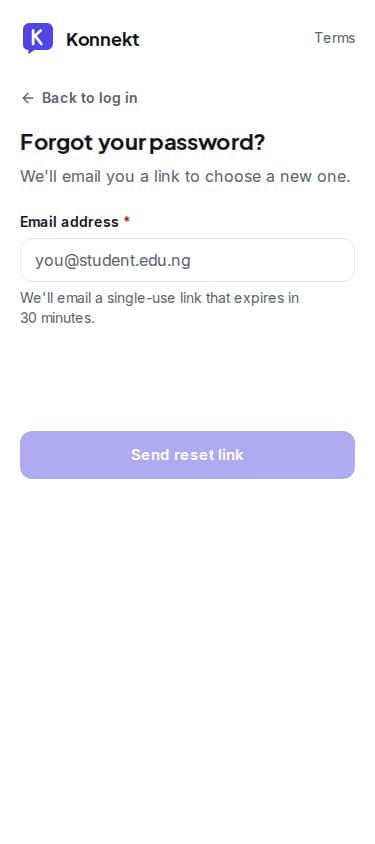 Konnekt
Terms
← Back to log in
Forgot your password?
We'll email you a link to choose a new one.
Email address *
you@student.edu.ng
We'll email a single-use link that expires in
30 minutes.
Send reset link